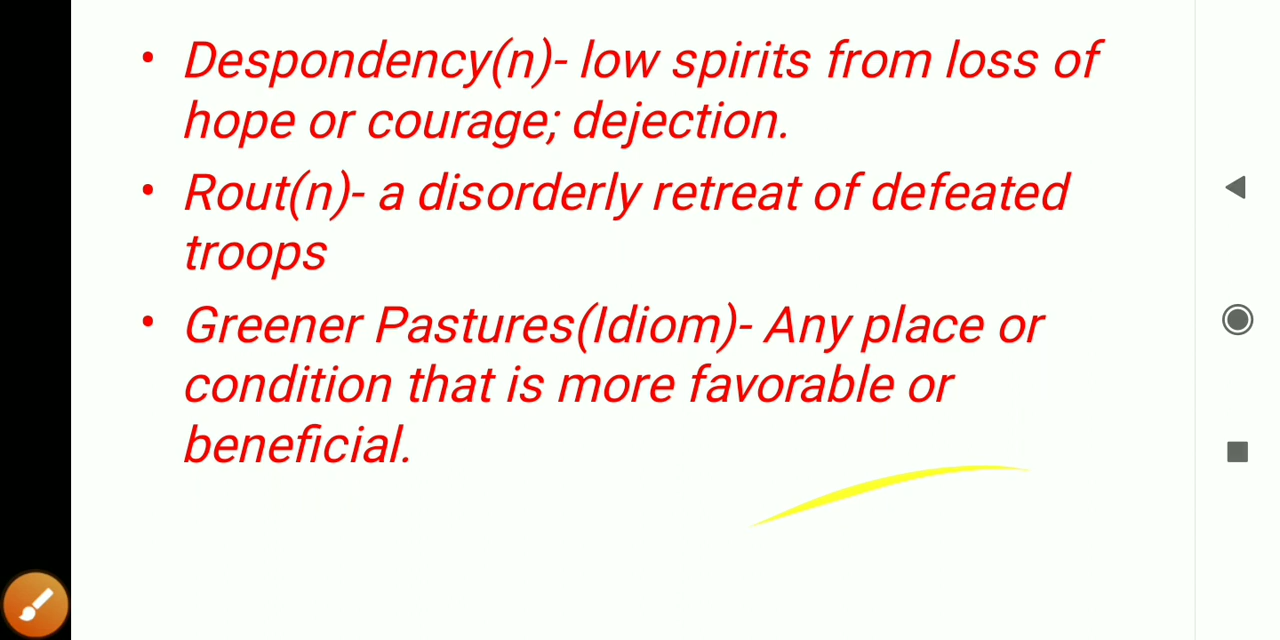 • Despondency(n)- low spirits from loss of
hope or courage; dejection.
• Rout(n)- a disorderly retreat of defeated
troops
• Greener Pastures(Idiom)- Any place or
condition that is more favorable or
beneficial.